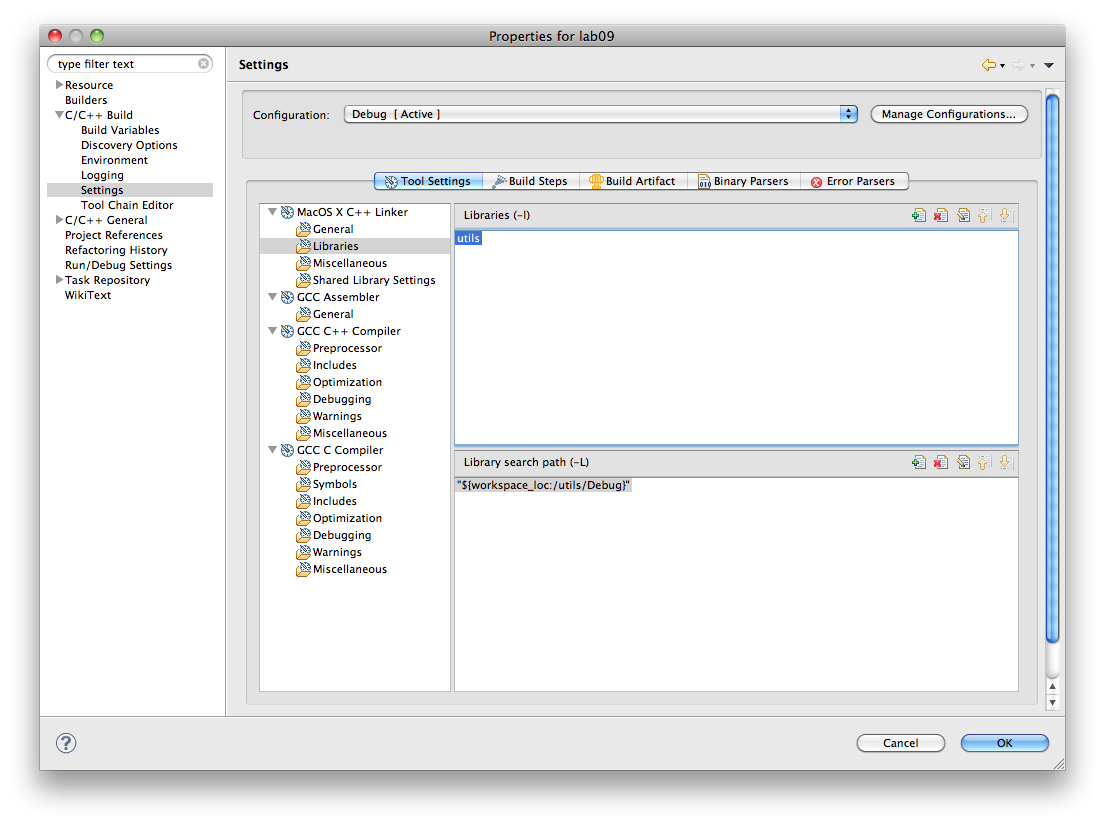 Properties for lab09
type filter text
Resource
Builders
C/C++ Build
Build Variables
Discovery Options
Environment
Logging
Settings
Tool Chain Editor
C/C++ General
Project References
Refactoring History
Run/Debug Settings
Task Repository
WikiText
Settings
Configuration:
Debug [ Active ]
Manage Configurations...
Tool Settings
Build Steps
Build Artifact
Binary Parsers
Error Parsers
MacOS X C++ Linker
General
Libraries
Miscellaneous
Shared Library Settings
GCC Assembler
General
GCC C++ Compiler
Preprocessor
Includes
Optimization
Debugging
Warnings
Miscellaneous
GCC C Compiler
Preprocessor
Symbols
Includes
Optimization
Debugging
Warnings
Miscellaneous
Libraries (-l)
utils
Library search path (-L)
"${workspace_loc:/utils/Debug}"
?
Cancel
OK